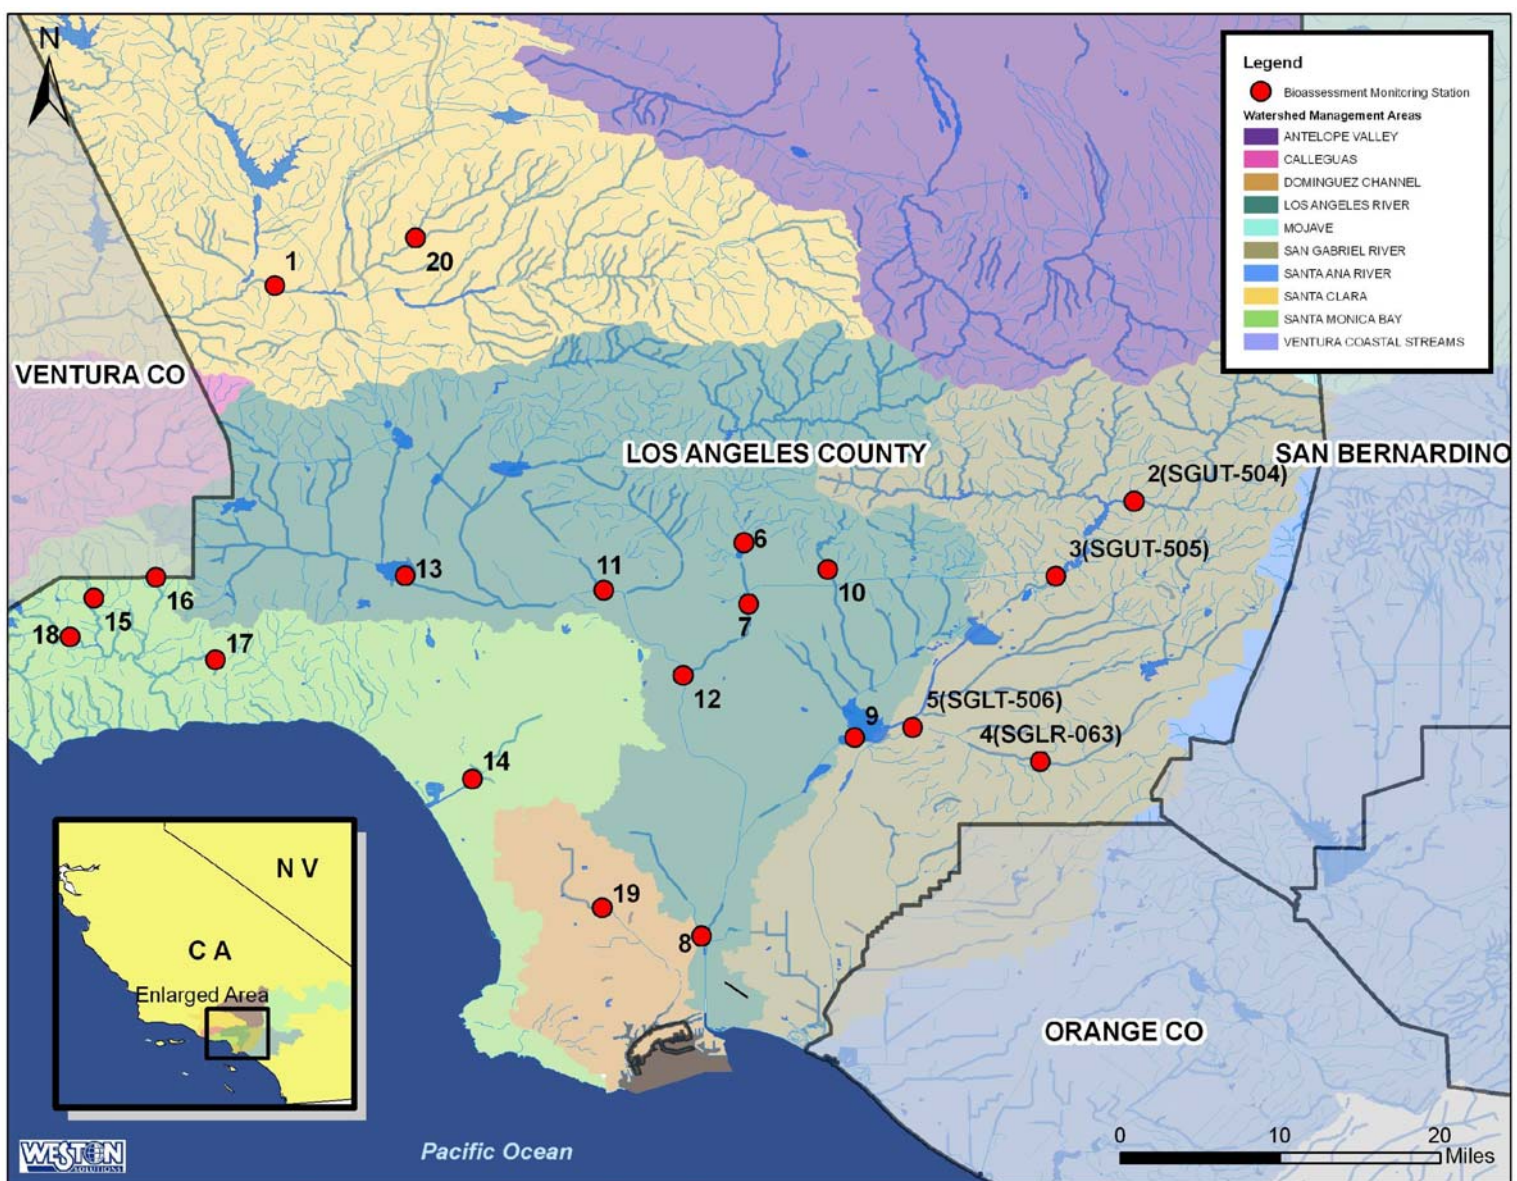 N
Legend
Bioassessment Monitoring Station
Watershed Management Areas
ANTELOPE VALLEY
CALLEGUAS
DOMINGUEZ CHANNEL
LOS ANGELES RIVER
MOJAVE
SAN GABRIEL RIVER
SANTA ANA RIVER
SANTA CLARA
SANTA MONICA BAY
VENTURA COASTAL STREAMS
1
20
VENTURA CO
LOS ANGELES COUNTY
SAN BERNARDINO
2(SGUT-504)
6
3(SGUT-505)
13
11
10
16
15
7
18
17
12
5(SGLT-506)
9
4(SGLR-063)
14
19
8
N V
C A
Enlarged Area
ORANGE CO
Pacific Ocean
0 10 20
Miles
WESTON
SOLUTIONS